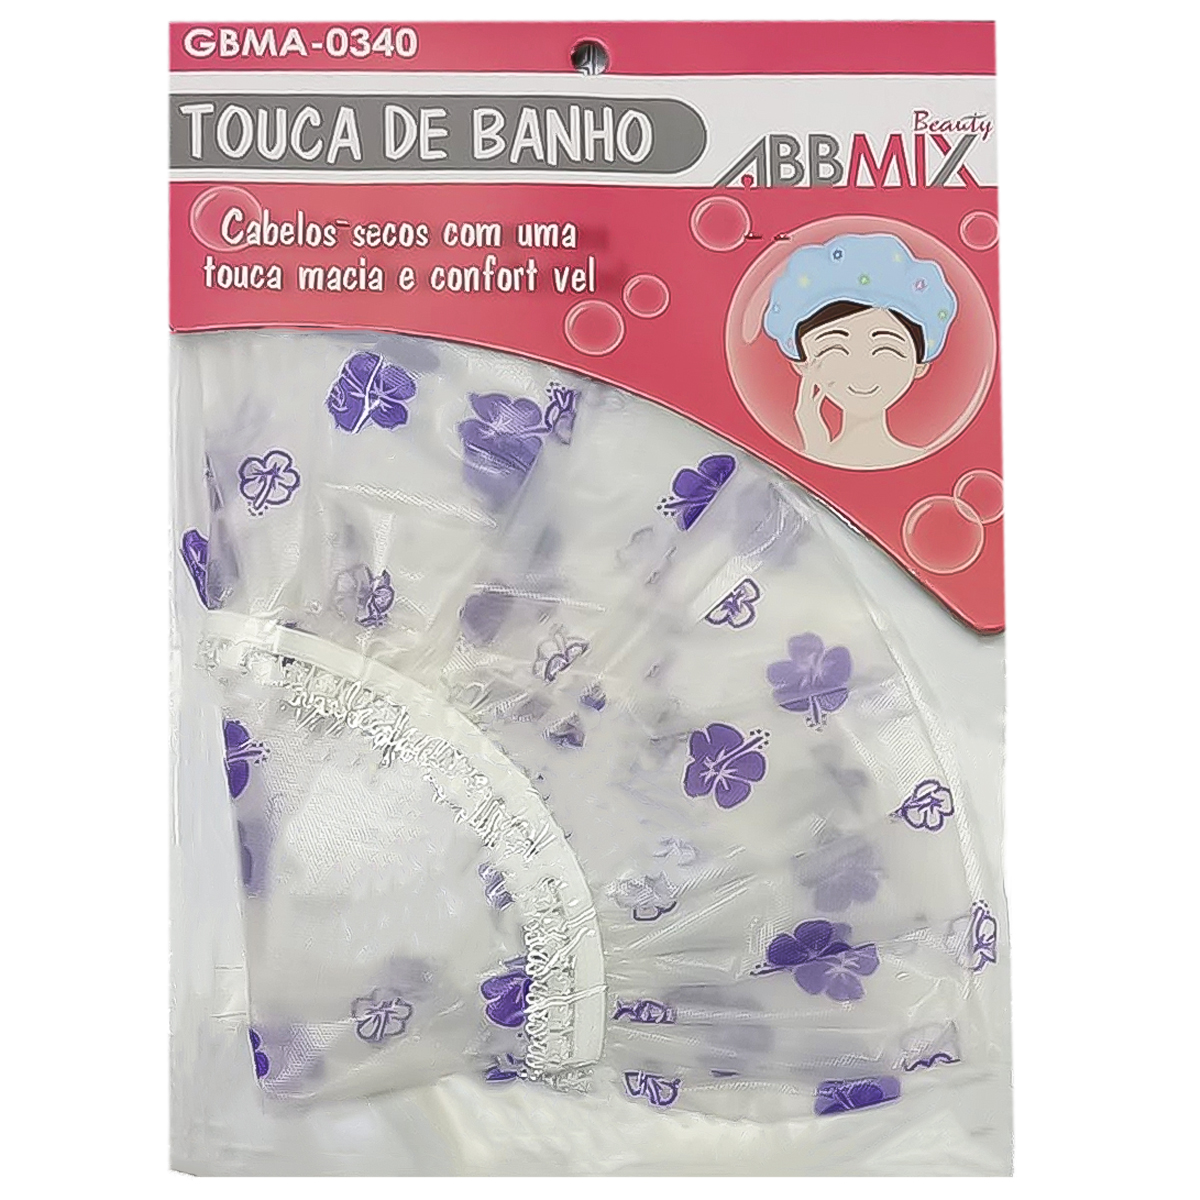 GBMA-0340
TOUCA DE BANHO
Beauty
ABBMIX
Cabelos secos com uma
touca macia e confort vel